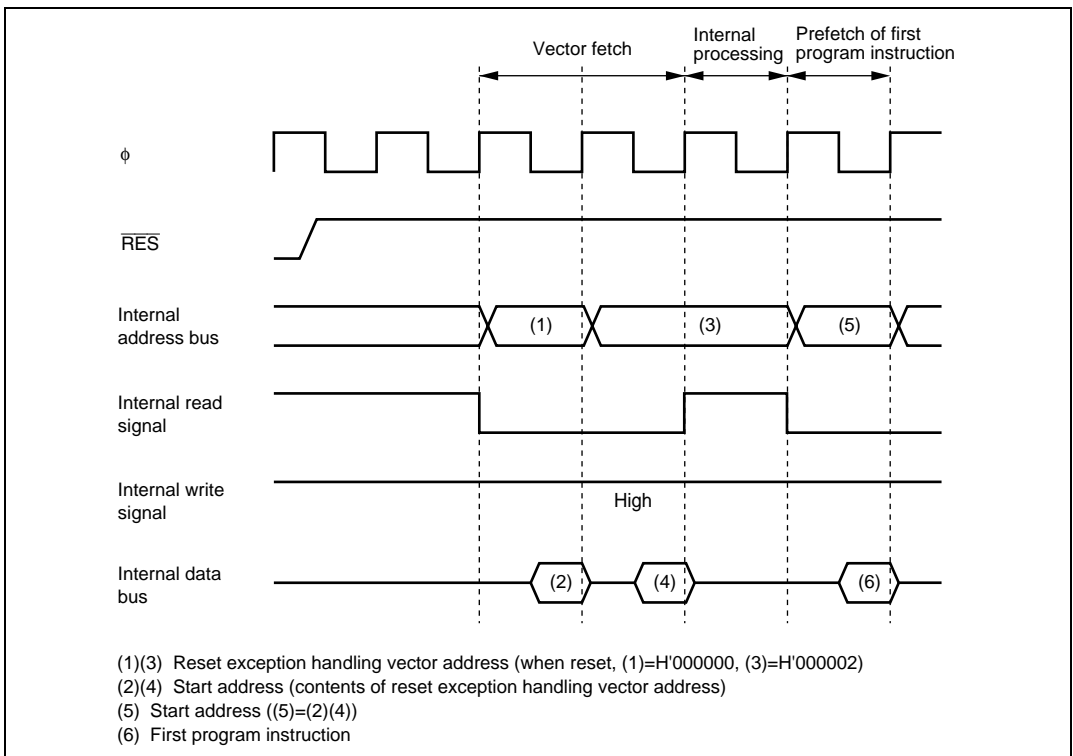 Vector fetch
Internal
processing
Prefetch of first
program instruction
ϕ
RES
Internal
address bus
(1)
(3)
(5)
Internal read
signal
Internal write
signal
High
Internal data
bus
(2)
(4)
(6)
(1)(3) Reset exception handling vector address (when reset, (1)=H'000000, (3)=H'000002)
(2)(4) Start address (contents of reset exception handling vector address)
(5) Start address ((5)=(2)(4))
(6) First program instruction